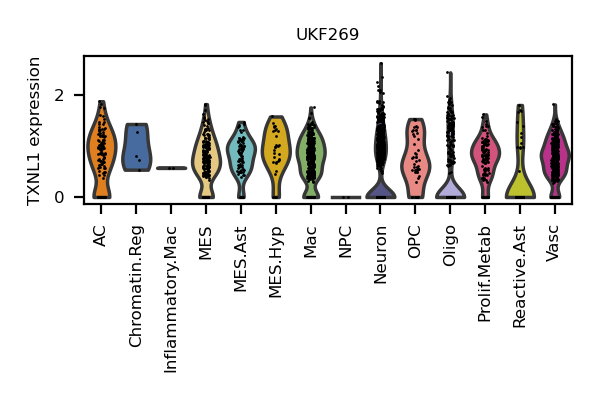 UKF269
TXNL1 expression
2
0
AC
Chromatin.Reg
Inflammatory.Mac
MES
MES.Ast
MES.Hyp
Mac
NPC
Neuron
OPC
Oligo
Prolif.Metab
Reactive.Ast
Vasc